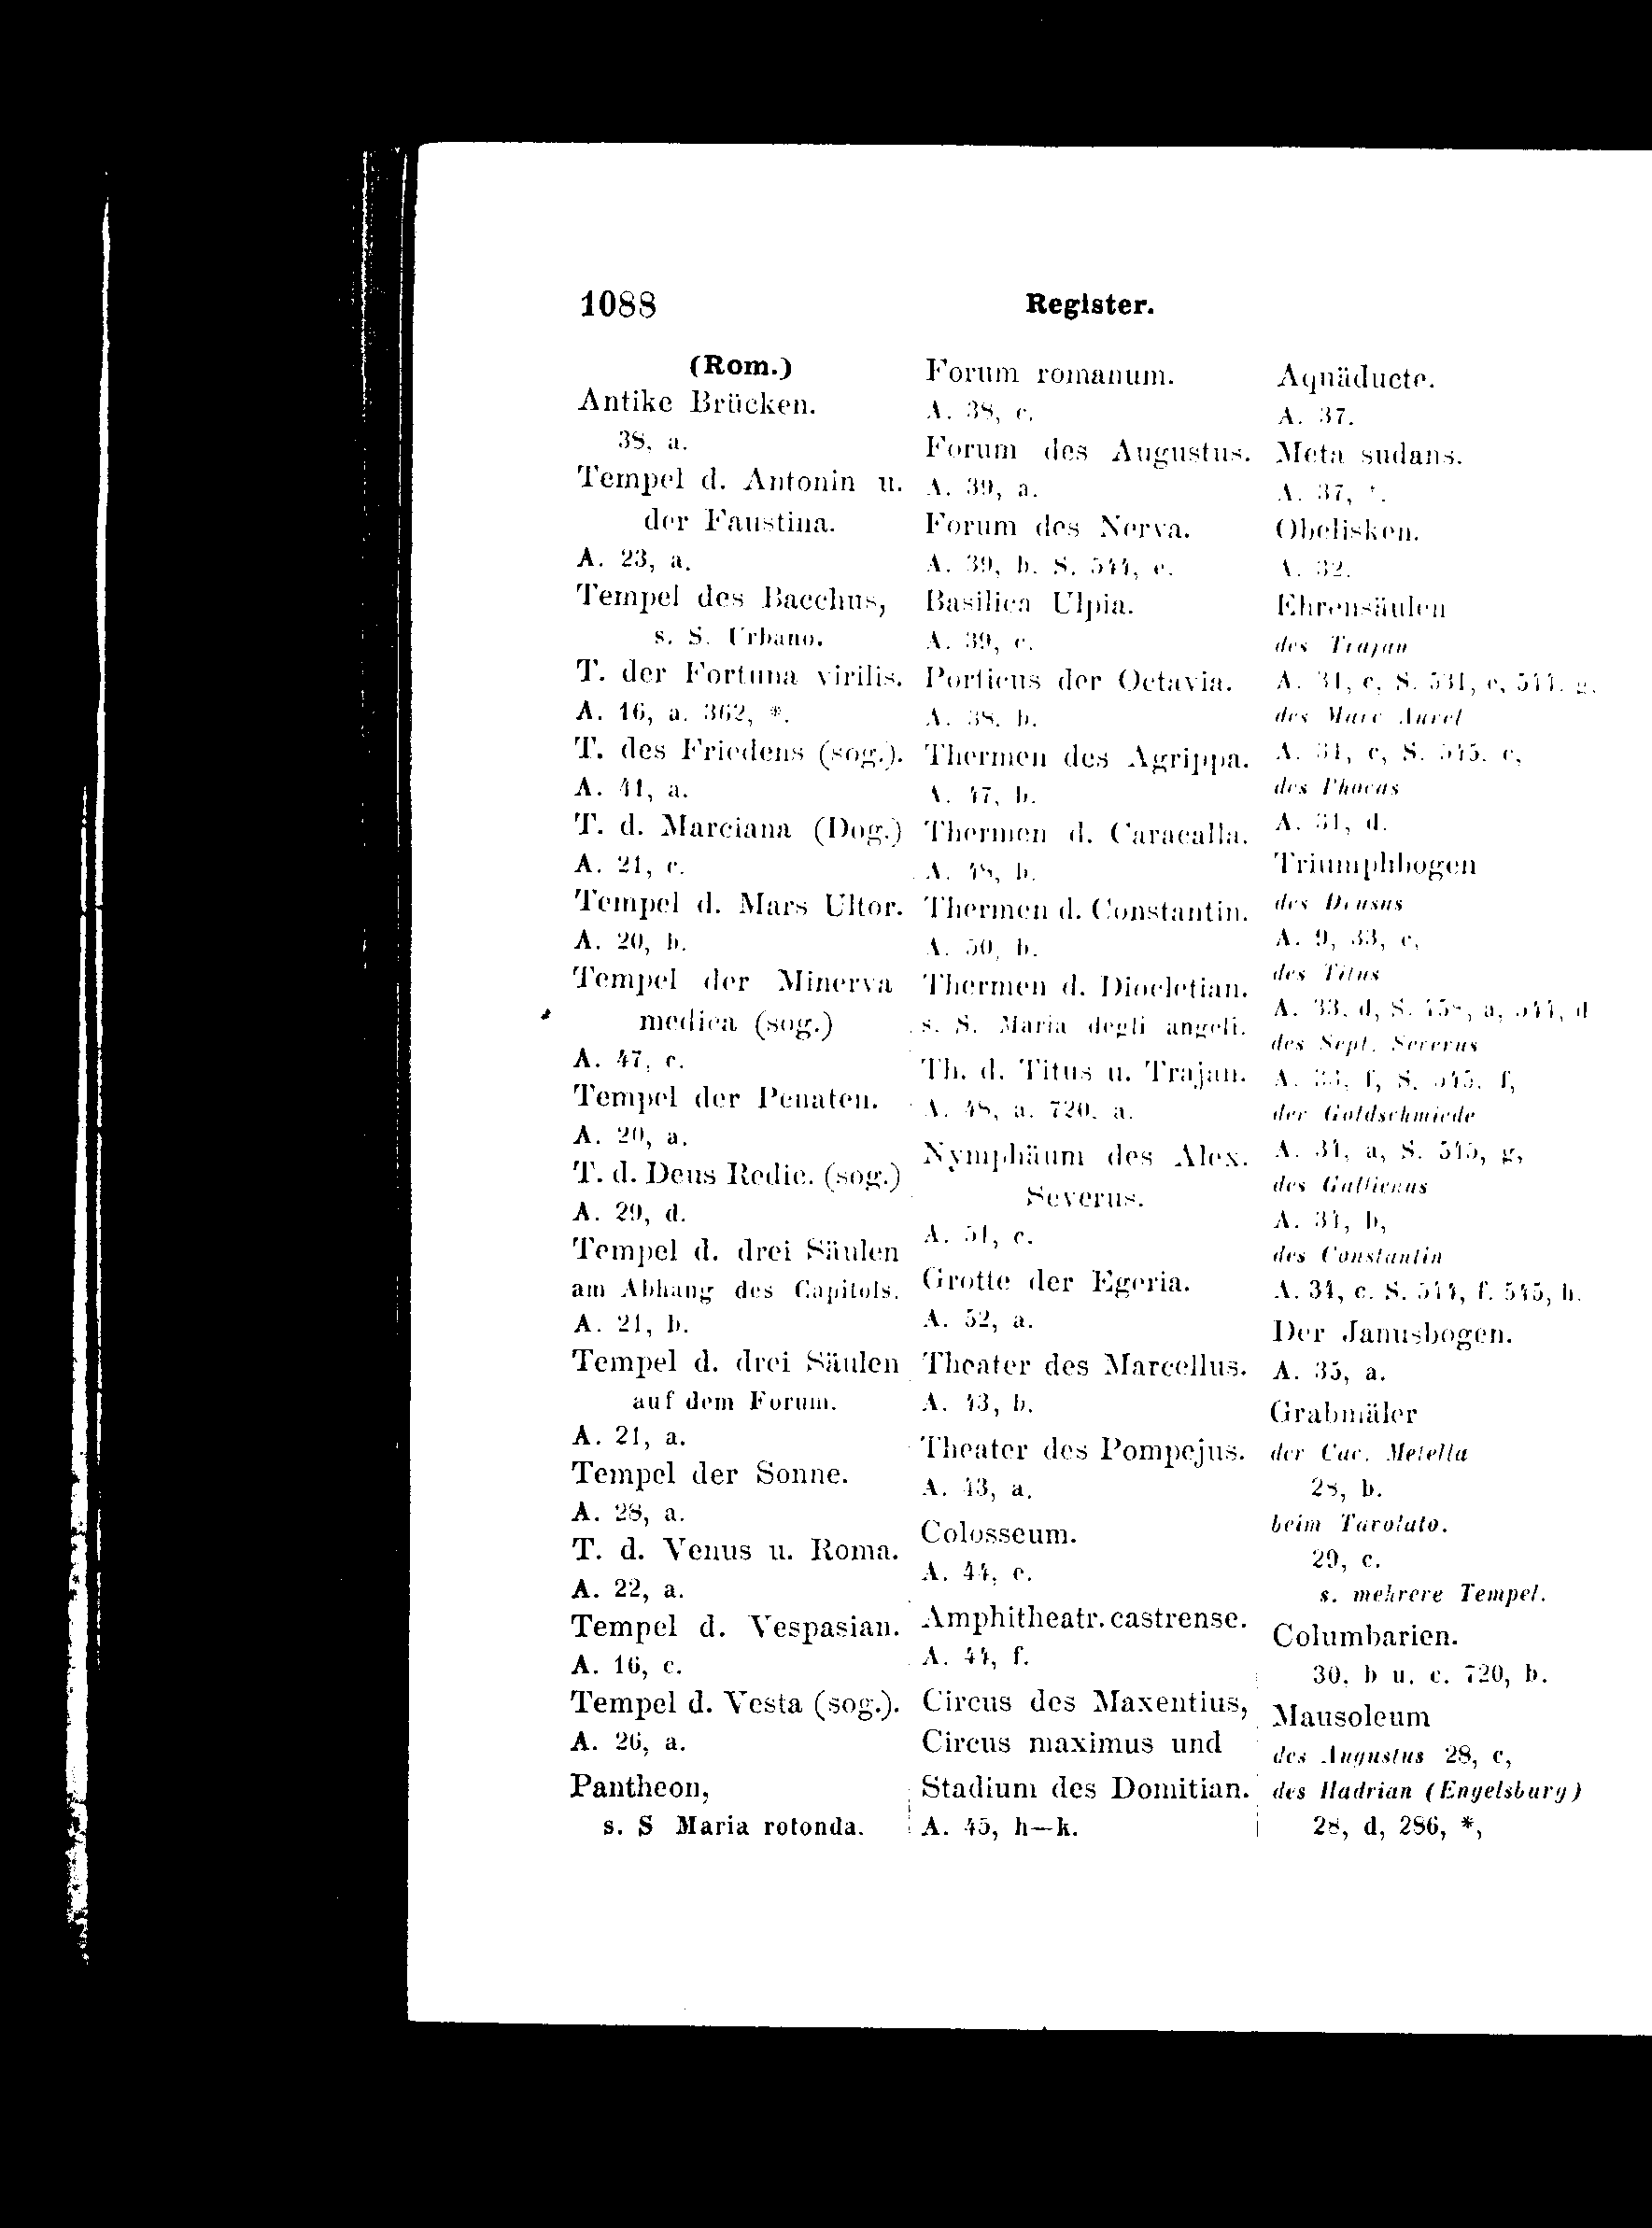 1088
Register.
(Rom.)
Antike Brücken.
38, a.
Tempel d. Antonin u.
der Faustina.
A. 23, a.
Tempel des Bacchus,
s. S. Urbano.
T. der Fortuna virilis.
A. 16, a. 362, *.
T. des Friedens (sog.).
A. 41, a.
T. d. Marciana (Dog.)
A. 21, c.
Tempel d. Mars Ultor.
A. 20, b.
Tempel der Minerva
medica (sog.)
A. 47, c.
Tempel der Penaten.
A. 20, a.
T. d. Deus Redic. (sog.)
A. 29, d.
Tempel d. drei Säulen
am Abhang des Capitols.
A. 21, b.
Tempel d. drei Säulen
auf dem Forum.
A. 21, a.
Tempel der Sonne.
A. 28, a.
T. d. Venus u. Roma.
A. 22, a.
Tempel d. Vespasian.
A. 16, c.
Tempel d. Vesta (sog.).
A. 26, a.
Pantheon,
s. S Maria rotonda.
Forum romanum.
A. 38, c.
Forum des Augustus.
A. 39, a.
Forum des Nerva.
A. 39, b. S. 544, e.
Basilica Ulpia.
A. 39, c.
Porticus der Octavia.
A. 38, b.
Thermen des Agrippa.
A. 47, b.
Thermen d. Caracalla.
A. 48, b.
Thermen d. Constantin.
A. 50, b.
Thermen d. Diocletian.
s. S. Maria degli angeli.
Th. d. Titus u. Trajan.
A. 48, a. 720, a.
Nymphäum des Alex.
Severus.
A. 51, c.
Grotte der Egeria.
A. 52, a.
Theater des Marcellus.
A. 43, b.
Theater des Pompejus.
A. 43, a.
Colosseum.
A. 44, e.
Amphitheatr. castrense.
A. 44, f.
Circus des Maxentius,
Circus maximus und
Stadium des Domitian.
A. 45, h—k.
Aquäducte.
A. 37.
Meta sudans.
A. 37, *.
Obelisken.
A. 32.
Ehrensäulen
des Trajan
A. 31, c, S. 531, e, 544. g.
des Marc Aurel
A. 31, c, S. 545. c,
des Phocas
A. 31, d.
Triumphbogen
des Drusus
A. 9, 33, c,
des Titus
A. 33, d, S. 458, a, 544, d
des Sept. Severus
A. 33, f, S. 545. f,
der Goldschmiede
A. 34, a, S. 545, g,
des Gallienus
A. 34, b,
des Constantin
A. 34, c. S. 544, f. 545, h.
Der Janusbogen.
A. 35, a.
Grabmäler
der Cac. Metella
28, b.
beim Tavolato.
29, c.
s. mehrere Tempel.
Columbarien.
30, b u. c. 720, b.
Mausoleum
des Augustus 28, c,
des Hadrian (Engelsburg)
28, d, 286, *,